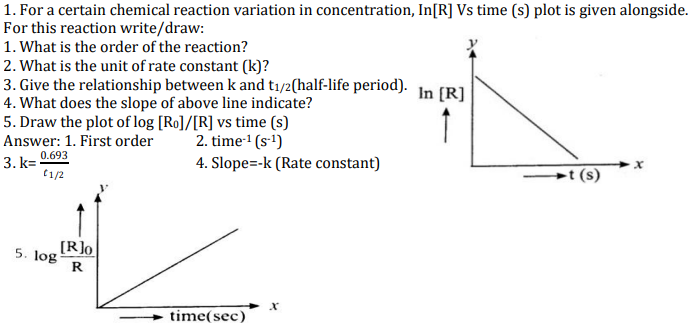 1. For a certain chemical reaction variation in concentration, In[R] Vs time (s) plot is given alongside.
For this reaction write/draw:
1. What is the order of the reaction?
2. What is the unit of rate constant (k)?
3. Give the relationship between k and t1/2(half-life period).
4. What does the slope of above line indicate?
5. Draw the plot of log [R₀]/[R] vs time (s)
Answer: 1. First order 2. time⁻¹ (s⁻¹)
3. k= 0.693/t1/2 4. Slope=-k (Rate constant)
y
ln [R]
t (s)
x
y
5. log [R]0/R
time(sec)
x